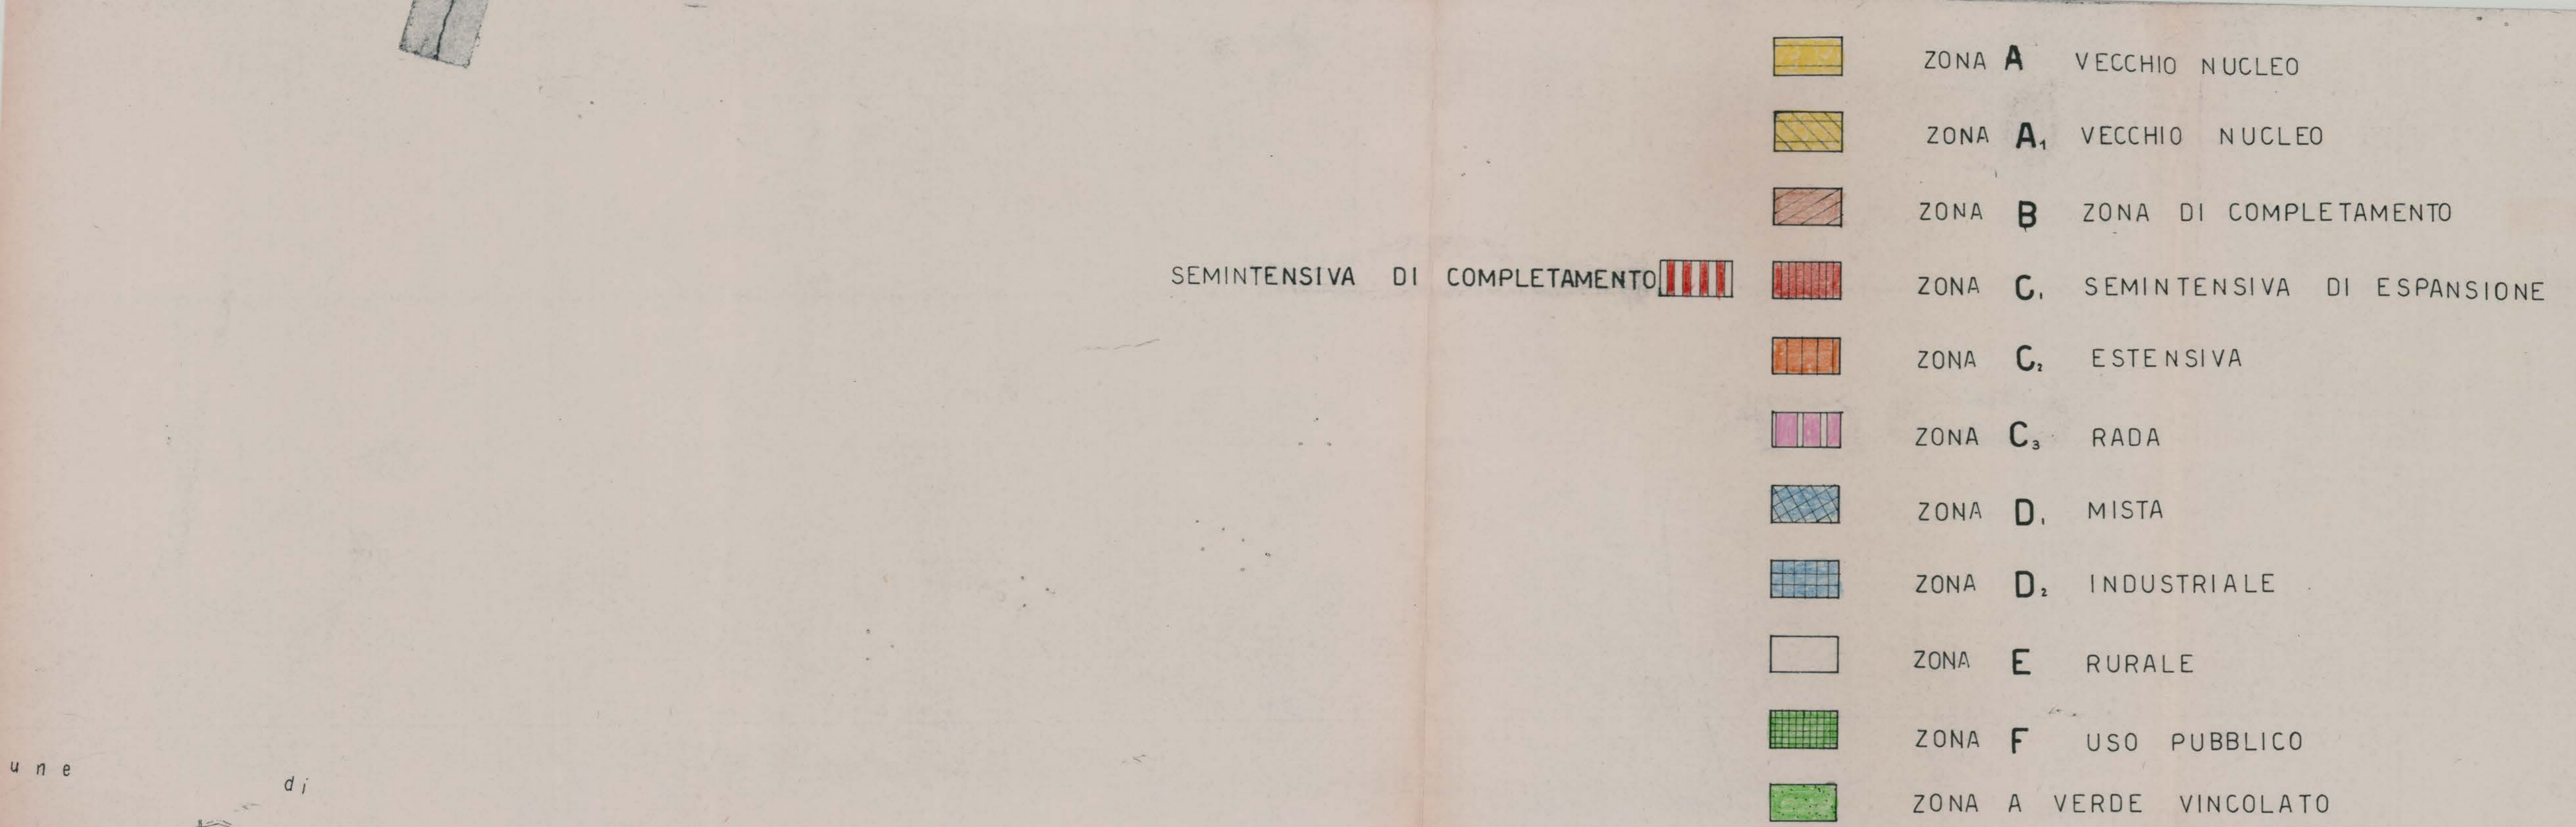 ZONA A VECCHIO NUCLEO
ZONA A₁ VECCHIO NUCLEO
ZONA B ZONA DI COMPLETAMENTO
SEMINTENSIVA DI COMPLETAMENTO
ZONA C₁ SEMINTENSIVA DI ESPANSIONE
ZONA C₂ ESTENSIVA
ZONA C₃ RADA
ZONA D₁ MISTA
ZONA D₂ INDUSTRIALE
ZONA E RURALE
ZONA F USO PUBBLICO
une di
ZONA A VERDE VINCOLATO